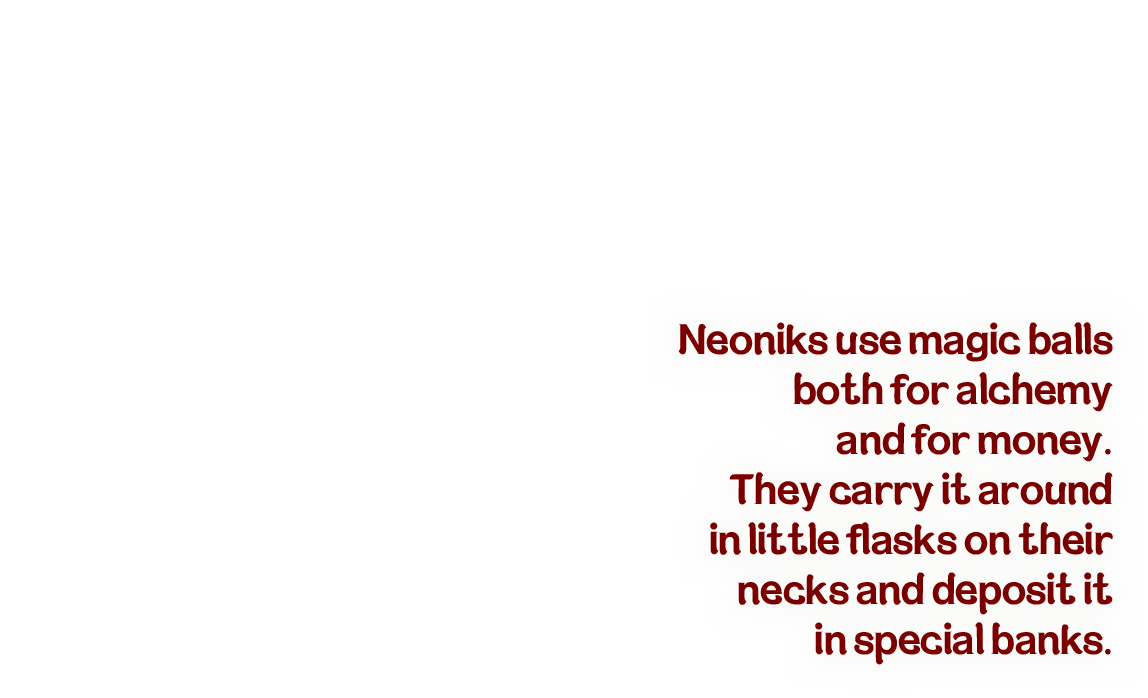 Neoniks use magic balls
both for alchemy
and for money.
They carry it around
in little flasks on their
necks and deposit it
in special banks.